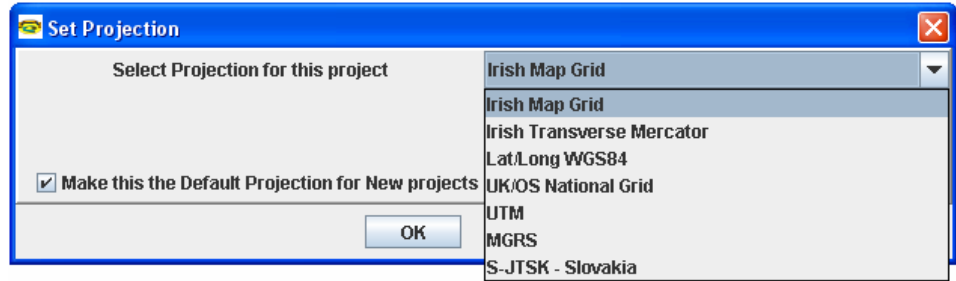 Set Projection
Select Projection for this project
Irish Map Grid
Irish Map Grid
Irish Transverse Mercator
Lat/Long WGS84
UK/OS National Grid
UTM
MGRS
S-JTSK - Slovakia
Make this the Default Projection for New projects
OK